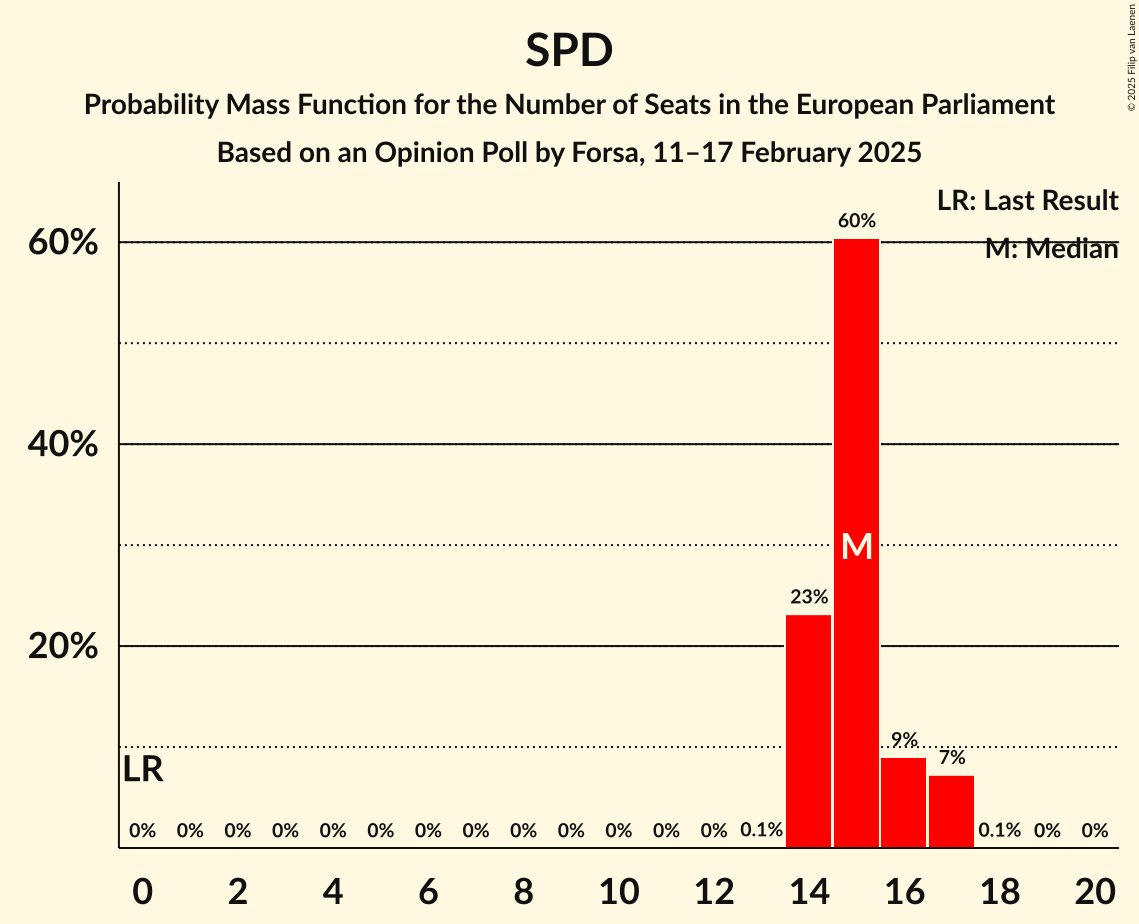 SPD
Probability Mass Function for the Number of Seats in the European Parliament
Based on an Opinion Poll by Forsa, 11–17 February 2025
© 2025 Filip van Laenen
LR: Last Result
M: Median
60%
40%
20%
60%
M
23%
9%
7%
LR
0% 0% 0% 0% 0% 0% 0% 0% 0% 0% 0% 0% 0% 0.1% 0.1% 0% 0%
0 2 4 6 8 10 12 14 16 18 20